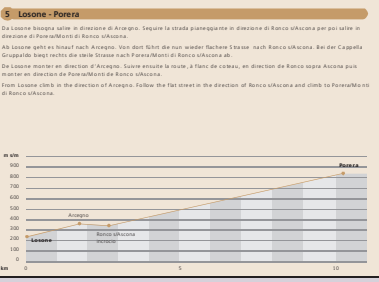 5 Losone - Porera
Da Losone bisogna salire in direzione di Arcegno. Seguire la strada pianeggiante in direzione di Ronco s/Ascona per poi salire in
direzione di Porera/Monti di Ronco s/Ascona.
Ab Losone geht es hinauf nach Arcegno. Von dort führt die nun wieder flachere Strasse nach Ronco s/Ascona. Bei der Cappella
Gruppaldo biegt rechts die steile Strasse nach Porera/Monti di Ronco s/Ascona ab.
De Losone monter en direction d'Arcegno. Suivre ensuite la route, à flanc de coteau, en direction de Ronco sopra Ascona puis
monter en direction de Porera/Monti de Ronco s/Ascona.
From Losone climb in the direction of Arcegno. Follow the flat street in the direction of Ronco s/Ascona and climb to Porera/Monti
di Ronco s/Ascona.
m s/m
900
800
700
600
500
400
300
200
100
0
Porera
Arcegno
Ronco s/Ascona
Losone
km 0 5 10